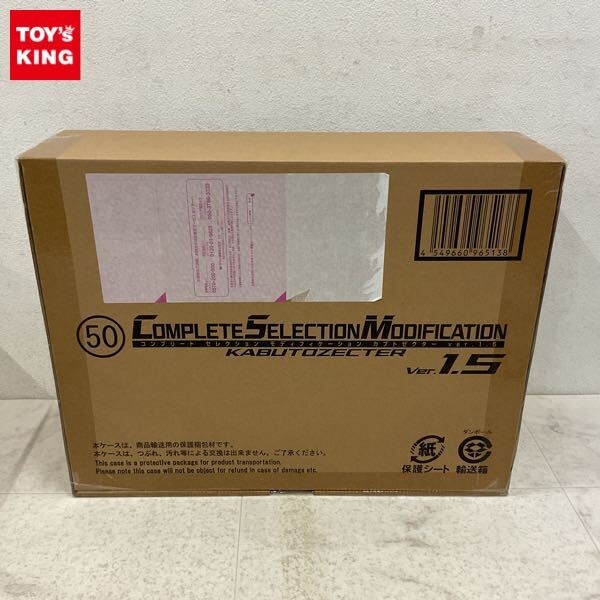 TOY's
KING
4 549660 965138
50
COMPLETE SELECTION MODIFICATION
コンプリート セレクション モディフィケーション カブトゼクター ver.1.5
KABUTOZECTER
ver.1.5
本ケースは、商品輸送用の保護梱包材です。
本ケースは、つぶれ、汚れ等による交換は出来ません。ご了承ください。
This case is a protective package for product transportation.
Please note this case will not be object for refund in case of damage etc.
紙
保護シート
ダンボール
輸送箱